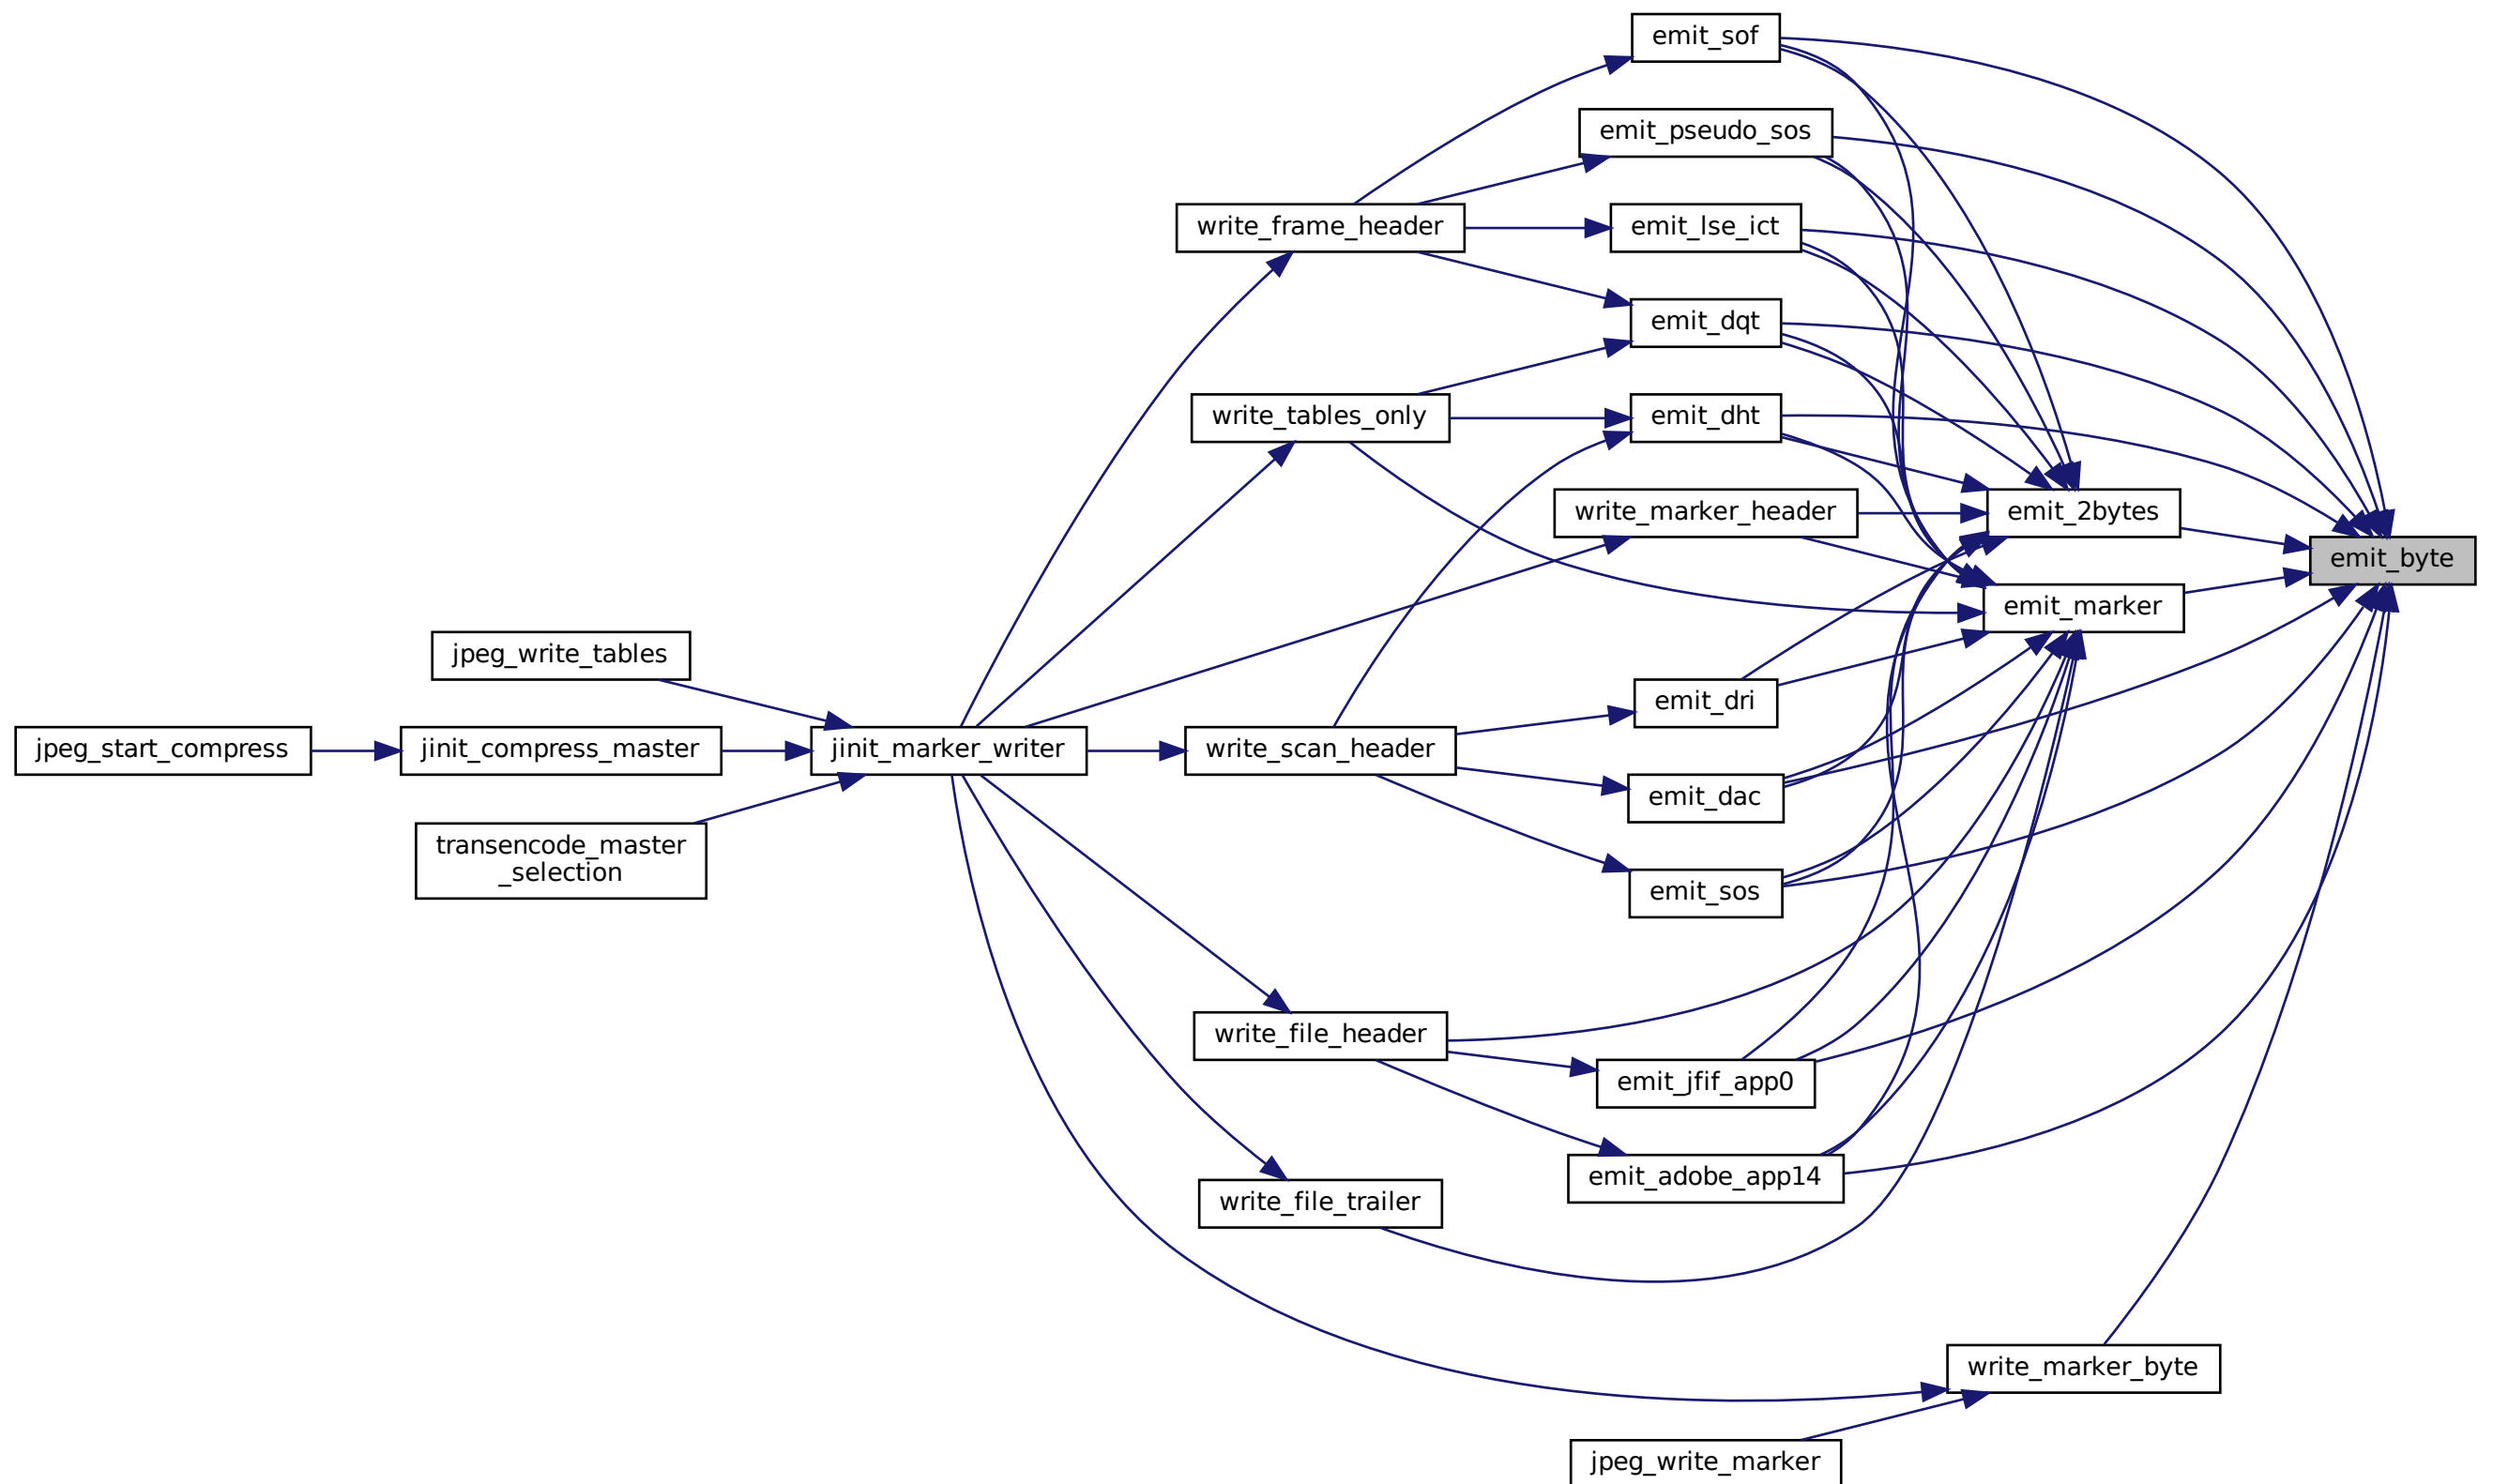 emit_sof
emit_pseudo_sos
write_frame_header
emit_lse_ict
emit_dqt
write_tables_only
emit_dht
write_marker_header
emit_2bytes
emit_byte
emit_marker
jpeg_write_tables
emit_dri
jpeg_start_compress
jinit_compress_master
jinit_marker_writer
write_scan_header
emit_dac
transencode_master
_selection
emit_sos
write_file_header
emit_jfif_app0
emit_adobe_app14
write_file_trailer
write_marker_byte
jpeg_write_marker